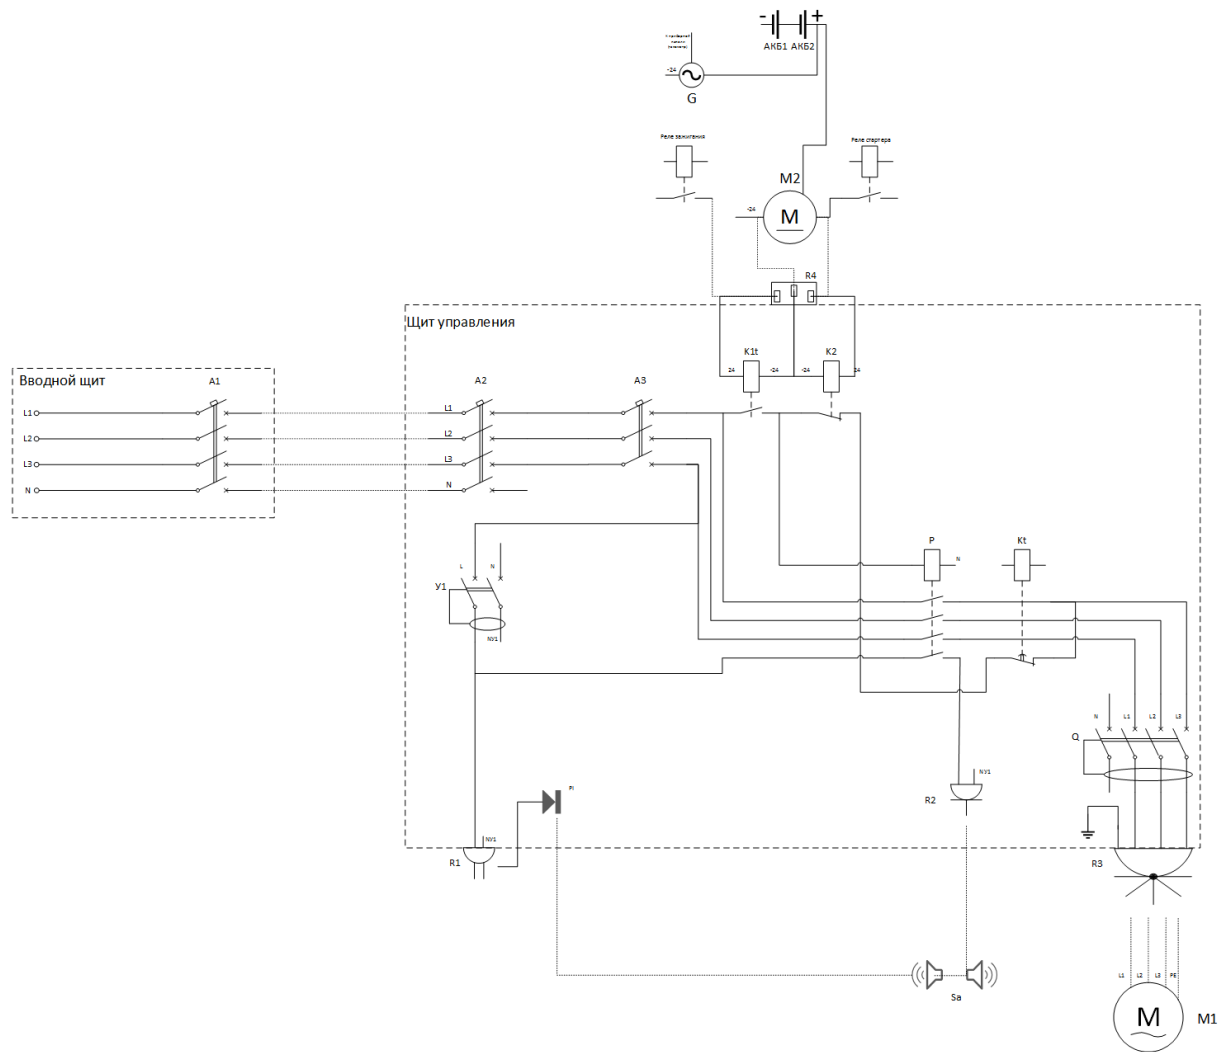 - +
АКБ1 АКБ2
-24
G
Реле зажигания
Реле стартера
M2
-24
M
R4
Щит управления
K1t
K2
24
-24
-24
24
Вводной щит
A1
A2
A3
L1
L1
L2
L2
L3
L3
N
N
P
Kt
N
L
N
У1
NУ1
N
L1
L2
L3
Q
NУ1
R2
PI
NУ1
R1
R3
L1
L2
L3
PE
Sa
M
M1